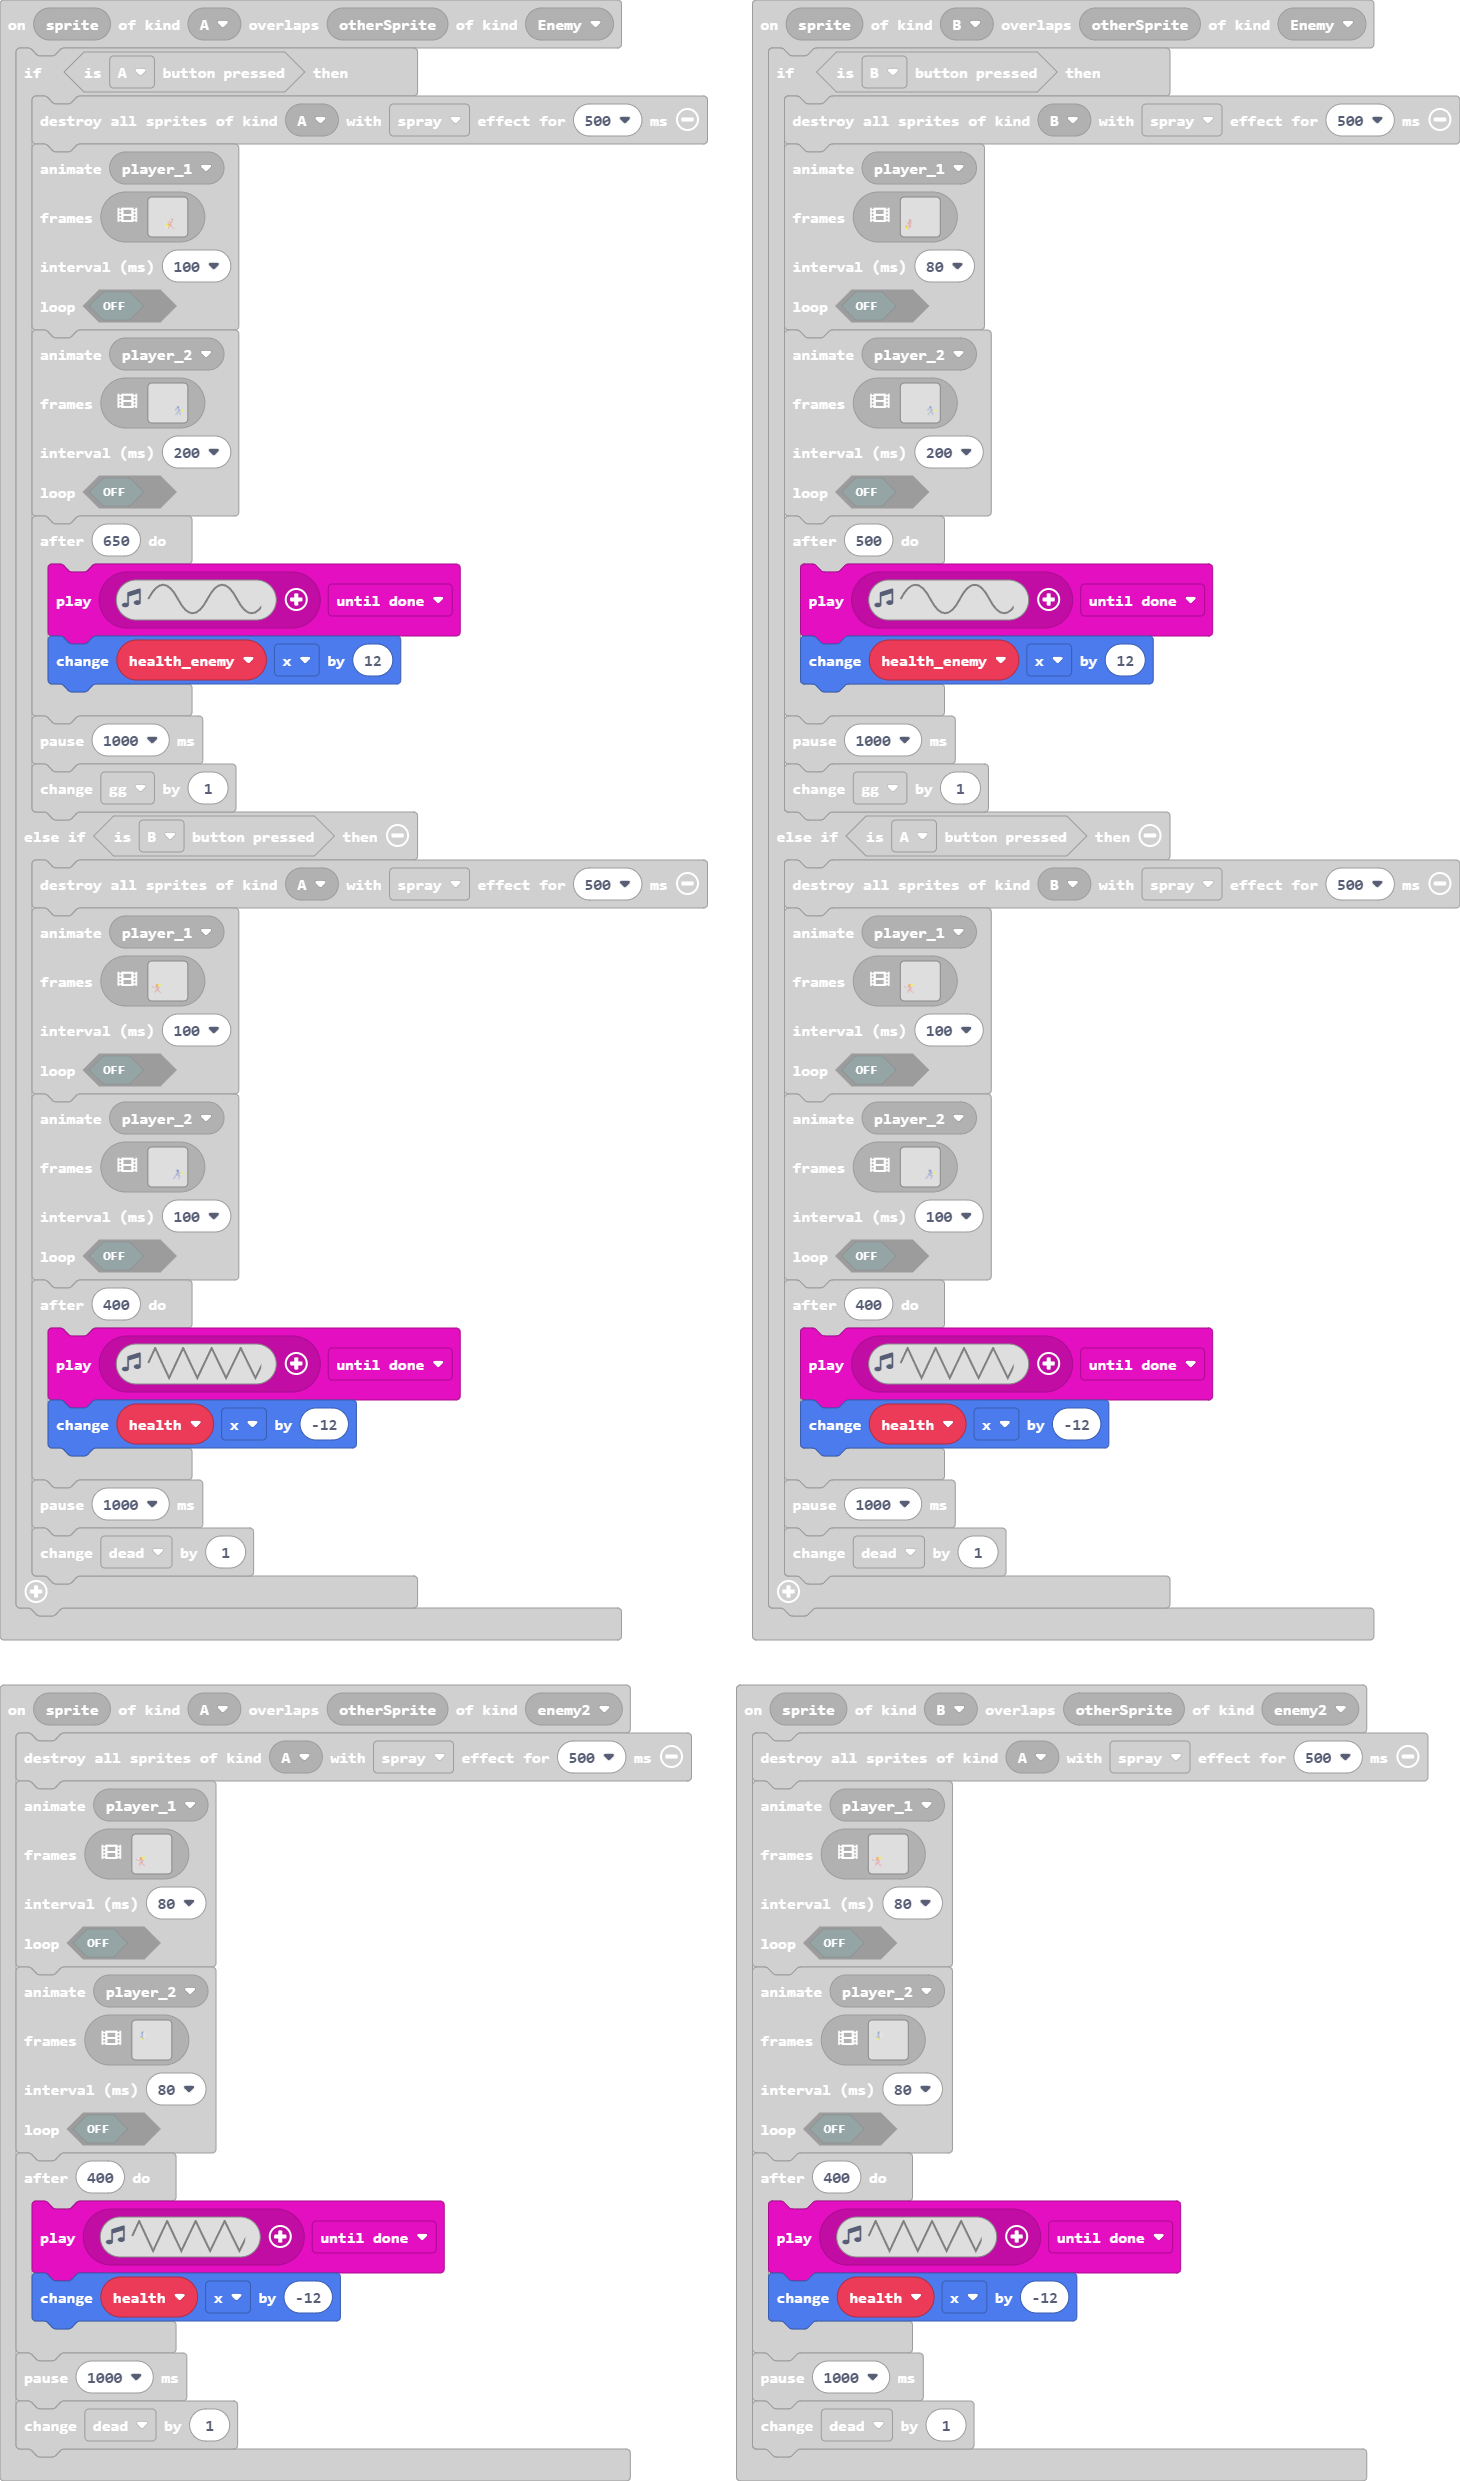 on sprite of kind A overlaps otherSprite of kind Enemy
if is A button pressed then
destroy all sprites of kind A with spray effect for 500 ms
animate player_1
frames
interval (ms) 100
loop OFF
animate player_2
frames
interval (ms) 200
loop OFF
after 650 do
play until done
change health_enemy x by 12
pause 1000 ms
change gg by 1
else if is B button pressed then
destroy all sprites of kind A with spray effect for 500 ms
animate player_1
frames
interval (ms) 100
loop OFF
animate player_2
frames
interval (ms) 100
loop OFF
after 400 do
play until done
change health x by -12
pause 1000 ms
change dead by 1
on sprite of kind B overlaps otherSprite of kind Enemy
if is B button pressed then
destroy all sprites of kind B with spray effect for 500 ms
animate player_1
frames
interval (ms) 80
loop OFF
animate player_2
frames
interval (ms) 200
loop OFF
after 500 do
play until done
change health_enemy x by 12
pause 1000 ms
change gg by 1
else if is A button pressed then
destroy all sprites of kind B with spray effect for 500 ms
animate player_1
frames
interval (ms) 100
loop OFF
animate player_2
frames
interval (ms) 100
loop OFF
after 400 do
play until done
change health x by -12
pause 1000 ms
change dead by 1
on sprite of kind A overlaps otherSprite of kind enemy2
destroy all sprites of kind A with spray effect for 500 ms
animate player_1
frames
interval (ms) 80
loop OFF
animate player_2
frames
interval (ms) 80
loop OFF
after 400 do
play until done
change health x by -12
pause 1000 ms
change dead by 1
on sprite of kind B overlaps otherSprite of kind enemy2
destroy all sprites of kind A with spray effect for 500 ms
animate player_1
frames
interval (ms) 80
loop OFF
animate player_2
frames
interval (ms) 80
loop OFF
after 400 do
play until done
change health x by -12
pause 1000 ms
change dead by 1